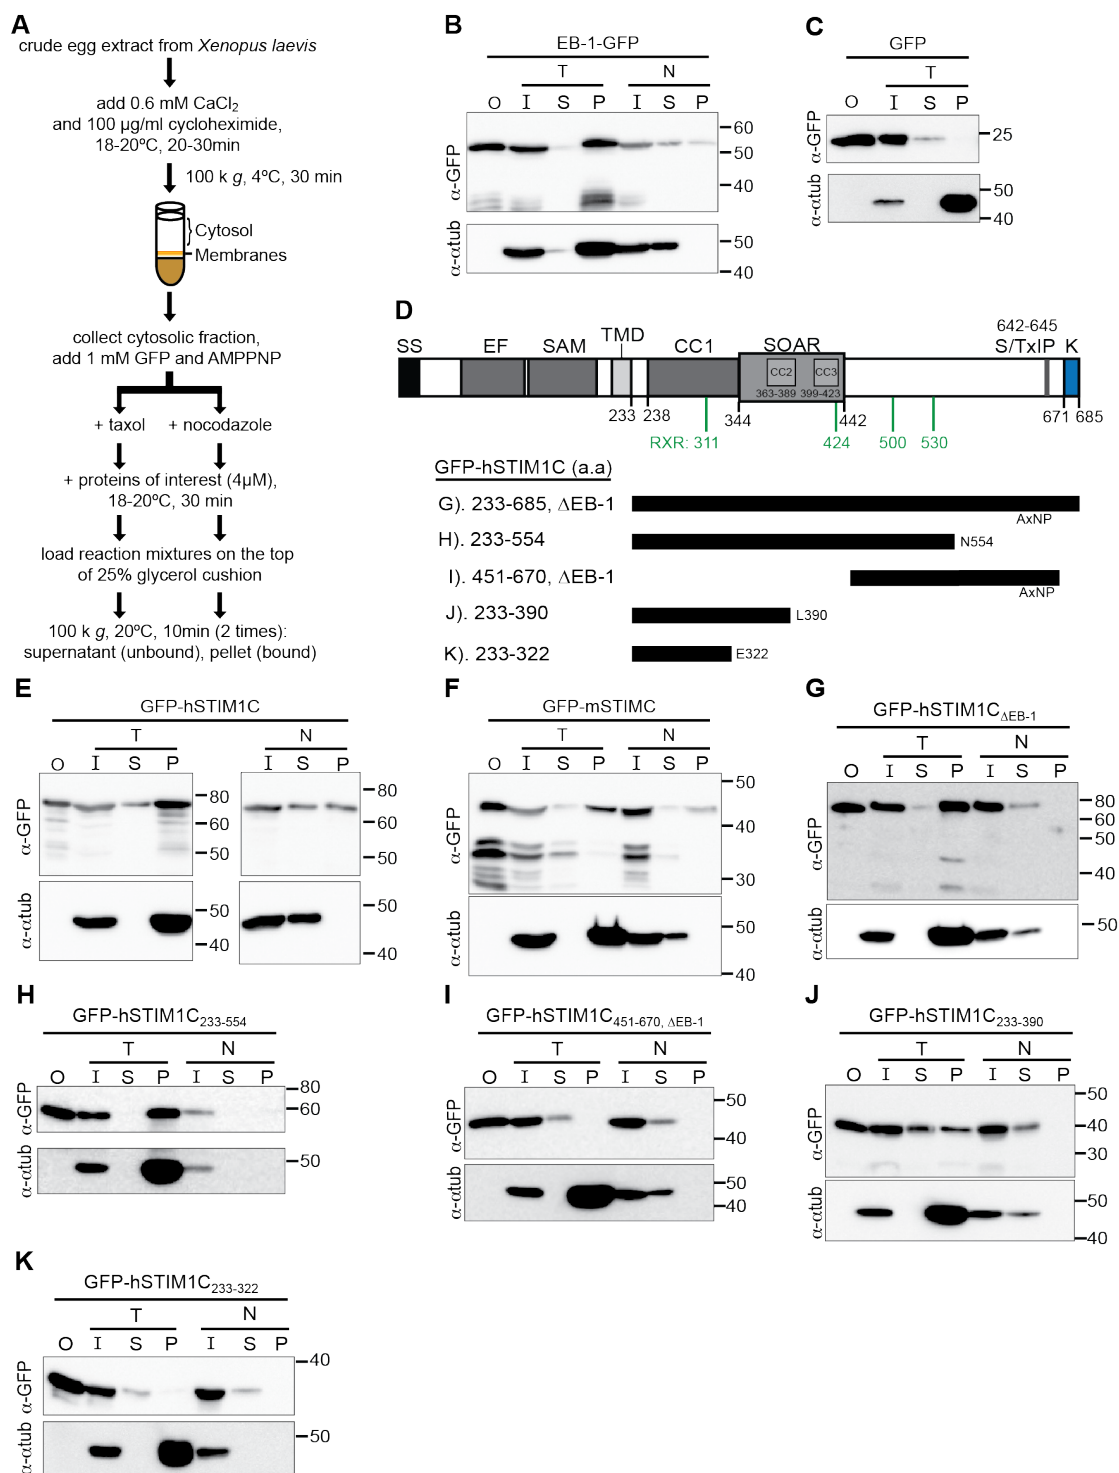 A
crude egg extract from Xenopus laevis
add 0.6 mM CaCl2
and 100 µg/ml cycloheximide,
18-20ºC, 20-30min
100 k g, 4ºC, 30 min
Cytosol
Membranes
collect cytosolic fraction,
add 1 mM GFP and AMPPNP
+ taxol + nocodazole
+ proteins of interest (4µM),
18-20ºC, 30 min
load reaction mixtures on the top
of 25% glycerol cushion
100 k g, 20ºC, 10min (2 times):
supernatant (unbound), pellet (bound)
B
EB-1-GFP
T N
O I S P I S P
α-GFP
60
50
40
α-αtub
50
40
C
GFP
T
O I S P
α-GFP
25
α-αtub
50
40
D
642-645
SS EF SAM TMD CC1 SOAR S/TxIP K
CC2 CC3
363-389 399-423
233 238 344 442 671 685
RXR: 311 424 500 530
GFP-hSTIM1C (a.a)
G). 233-685, ΔEB-1
AxNP
H). 233-554
N554
I). 451-670, ΔEB-1
AxNP
J). 233-390
L390
K). 233-322
E322
E
GFP-hSTIM1C
T N
O I S P I S P
α-GFP
80
60
50
80
60
50
α-αtub
50
40
50
40
F
GFP-mSTIMC
T N
O I S P I S P
α-GFP
50
40
30
α-αtub
50
40
G
GFP-hSTIM1CΔEB-1
T N
O I S P I S P
α-GFP
80
60
50
40
α-αtub
50
H
GFP-hSTIM1C233-554
T N
O I S P I S P
α-GFP
80
60
α-αtub
50
I
GFP-hSTIM1C451-670, ΔEB-1
T N
O I S P I S P
α-GFP
50
40
α-αtub
50
40
J
GFP-hSTIM1C233-390
T N
O I S P I S P
α-GFP
50
40
30
α-αtub
50
40
K
GFP-hSTIM1C233-322
T N
O I S P I S P
α-GFP
40
α-αtub
50